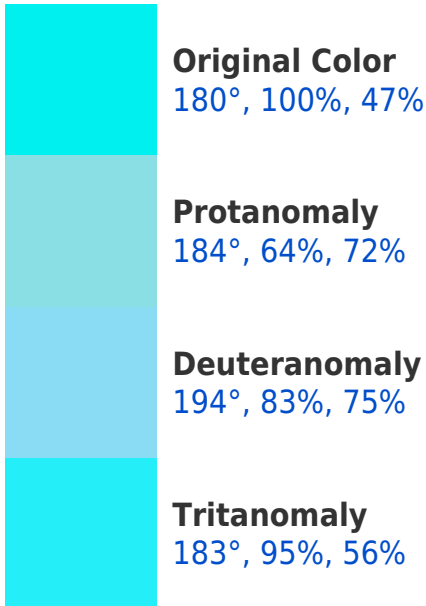 Original Color
180°, 100%, 47%
Protanomaly
184°, 64%, 72%
Deuteranomaly
194°, 83%, 75%
Tritanomaly
183°, 95%, 56%